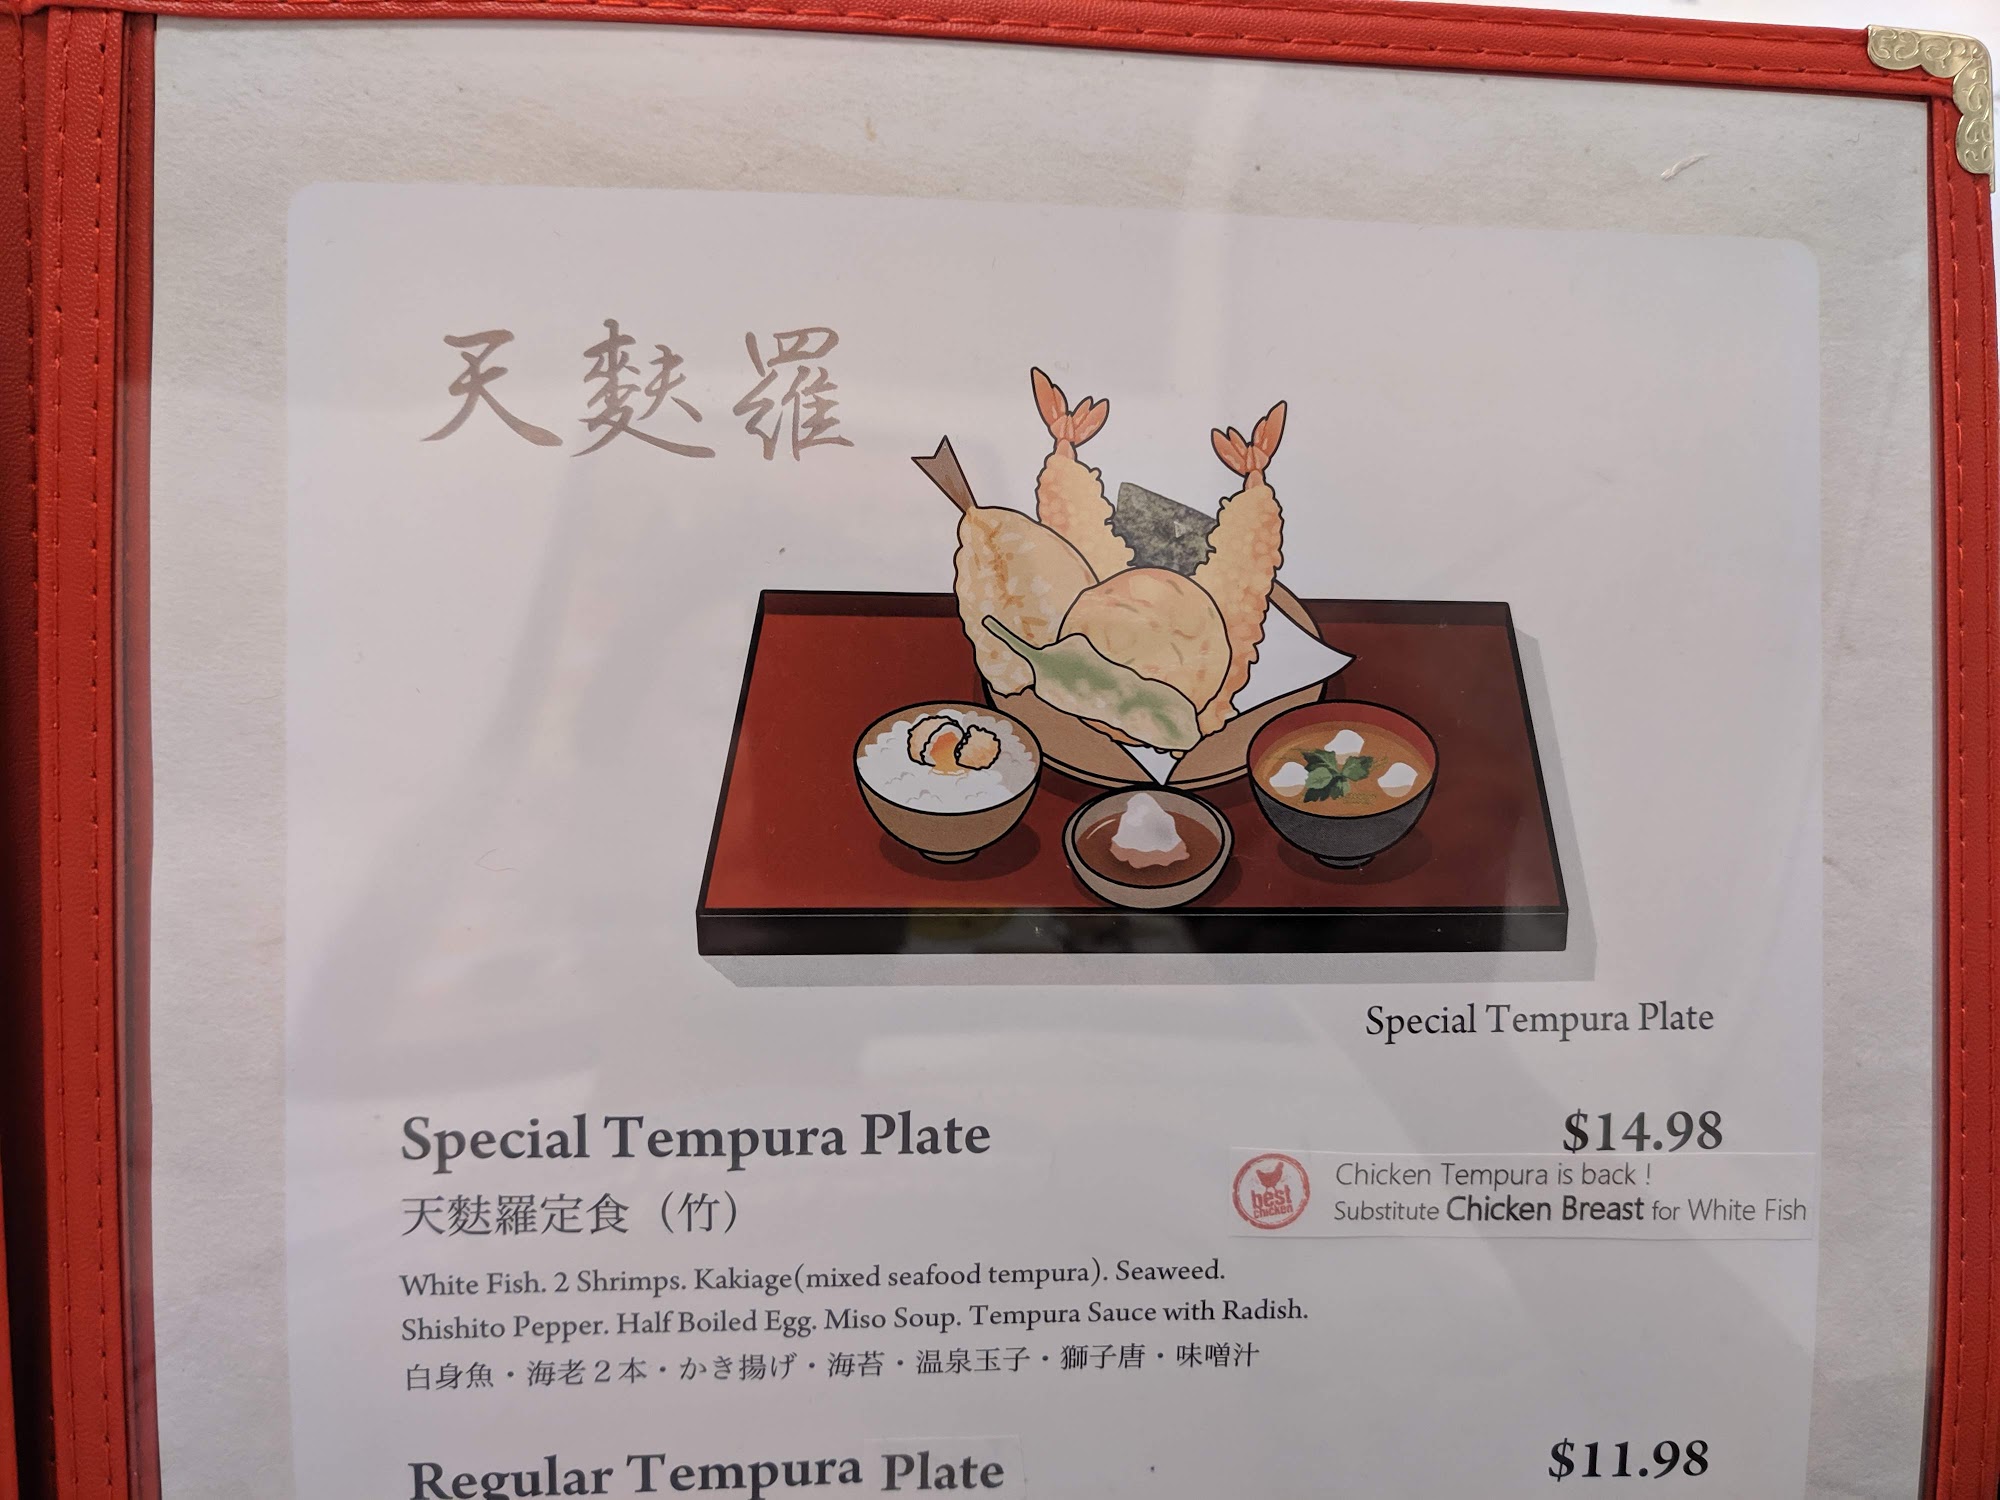 天麩羅
Special Tempura Plate
Special Tempura Plate
$14.98
best chicken
Chicken Tempura is back !
Substitute Chicken Breast for White Fish
天麩羅定食（竹）
White Fish. 2 Shrimps. Kakiage(mixed seafood tempura). Seaweed.
Shishito Pepper. Half Boiled Egg. Miso Soup. Tempura Sauce with Radish.
白身魚・海老２本・かき揚げ・海苔・温泉玉子・獅子唐・味噌汁
Regular Tempura Plate
$11.98